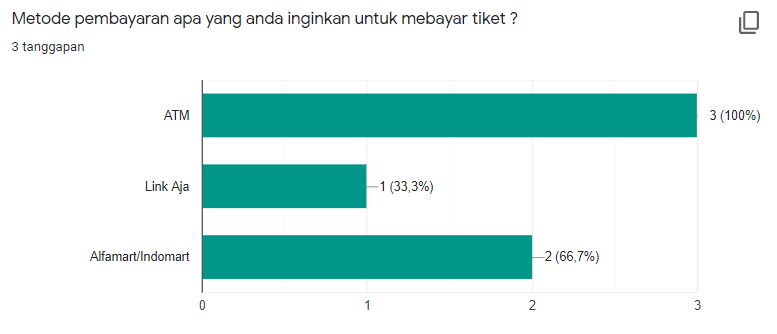 Metode pembayaran apa yang anda inginkan untuk mebayar tiket ?
3 tanggapan
ATM
3 (100%)
Link Aja
1 (33,3%)
Alfamart/Indomart
2 (66,7%)
0
1
2
3